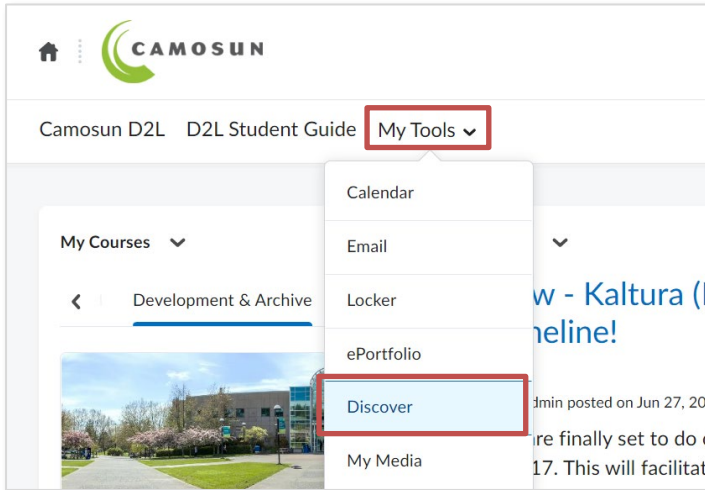 CAMOSUN
Camosun D2L D2L Student Guide My Tools
Calendar
My Courses
Email
Development & Archive
Locker
w - Kaltura (
neline!
ePortfolio
Discover
dmin posted on Jun 27, 20
re finally set to do
My Media
17. This will facilitat